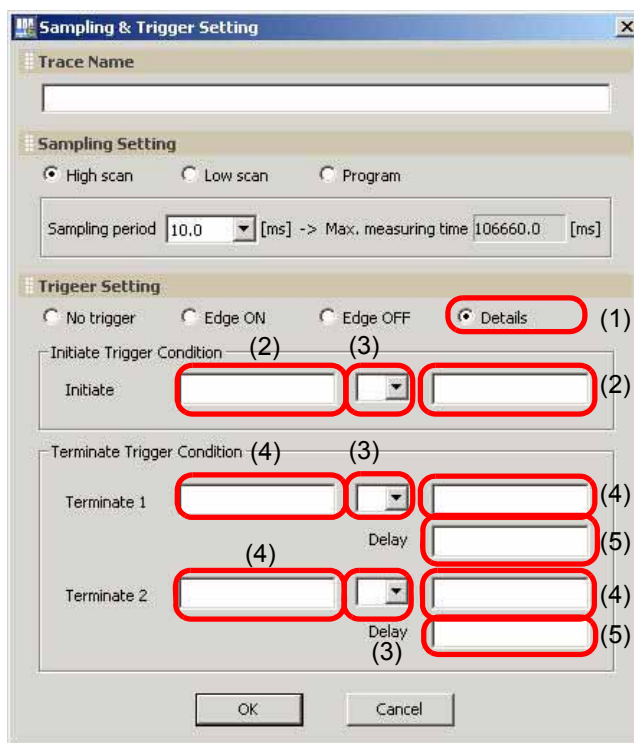 Sampling & Trigger Setting
Trace Name
Sampling Setting
High scan Low scan Program
Sampling period 10.0 [ms] -> Max. measuring time 106660.0 [ms]
Trigeer Setting
No trigger Edge ON Edge OFF Details (1)
Initiate Trigger Condition (2) (3)
Initiate (2)
Terminate Trigger Condition (4) (3)
Terminate 1 (4)
Delay (5)
(4)
Terminate 2 (4)
Delay (5)
(3)
OK Cancel